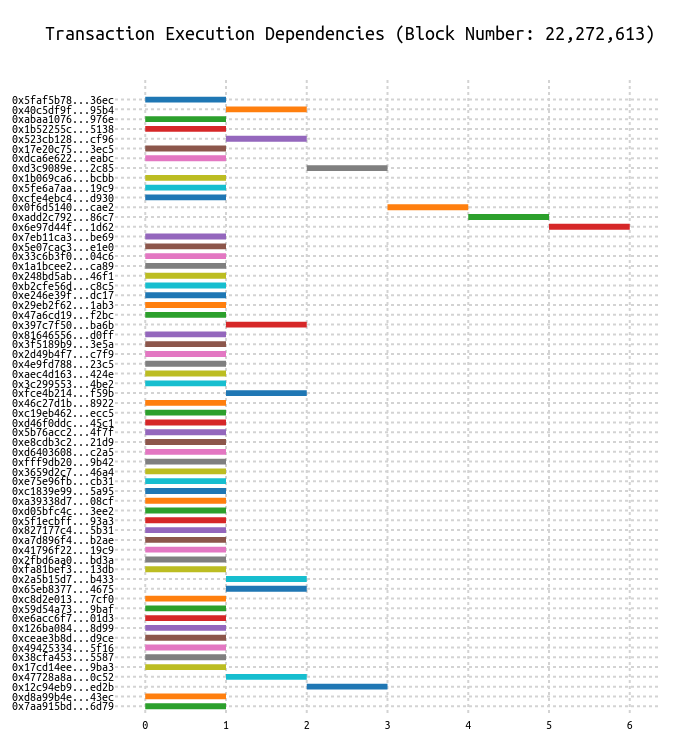 Transaction Execution Dependencies (Block Number: 22,272,613)
0x5faf5b78...36ec
0x40c5df9f...95b4
0xabaa1076...976e
0x1b52255c...5138
0x523cb128...cf96
0x17e20c75...3ec5
0xdca6e622...eabc
0xd3c9089e...2c85
0x1b069ca6...bcbb
0x5fe6a7aa...19c9
0xcfe4ebc4...d930
0x0f6d5140...cae2
0xadd2c792...86c7
0x6e97d44f...1d62
0x7eb11ca3...be69
0x5e07cac3...e1e0
0x33c6b3f0...04c6
0x1a1bcee2...ca89
0x248bd5ab...46f1
0xb2cfe56d...c8c5
0xe246e39f...dc17
0x29eb2f62...1ab3
0x47a6cd19...f2bc
0x397c7f50...ba6b
0x81646556...d0ff
0x3f5189b9...3e5a
0x2d49b4f7...c7f9
0x4e9fd788...23c5
0xaec4d163...424e
0x3c299553...4be2
0xfce4b214...f59b
0x46c27d1b...8922
0xc19eb462...ecc5
0xd46f0ddc...45c1
0x5b76acc2...4f7f
0xe8cdb3c2...21d9
0xd6403608...c2a5
0xfff9db20...9b42
0x3659d2c7...46a4
0xe75e96fb...cb31
0xc1839e99...5a95
0xa39338d7...08cf
0xd05bfc4c...3ee2
0x5f1ecbff...93a3
0x827177c4...5b31
0xa7d896f4...b2ae
0x41796f22...19c9
0x2fbd6aa0...bd3a
0xfa81bef3...13db
0x2a5b15d7...b433
0x65eb8377...4675
0xc8d2e013...7cf0
0x59d54a73...9baf
0xe6acc6f7...01d3
0x126ba084...8d99
0xceae3b8d...d9ce
0x49425334...5f16
0x38cfa453...5587
0x17cd14ee...9ba3
0x47728a8a...0c52
0x12c94eb9...ed2b
0xd8a99b4e...43ec
0x7aa915bd...6d79
0 1 2 3 4 5 6